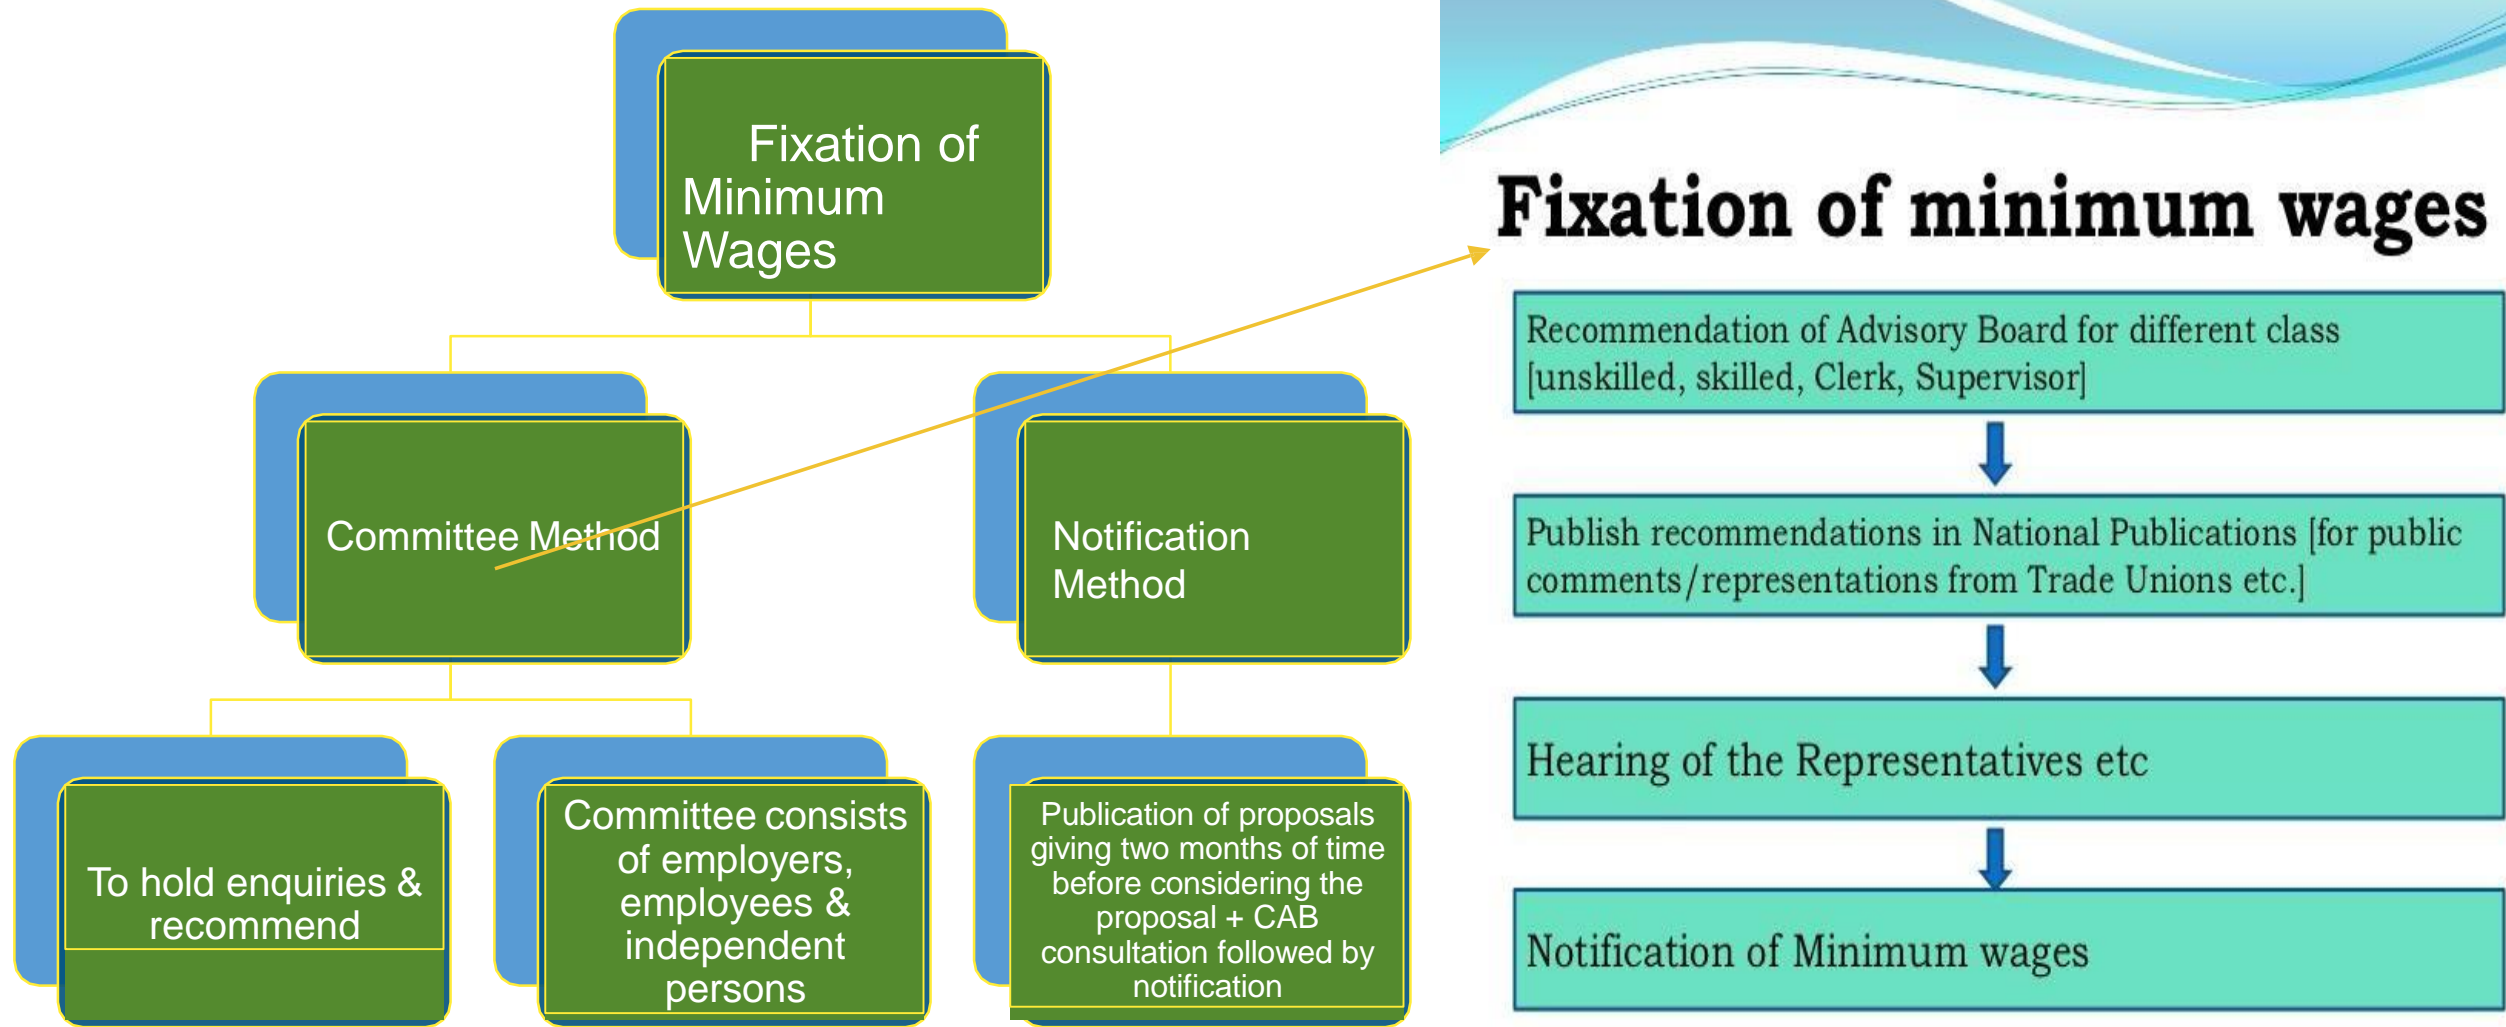 Fixation of
Minimum
Wages
Committee Method
Notification
Method
To hold enquiries &
recommend
Committee consists
of employers,
employees &
independent
persons
Publication of proposals
giving two months of time
before considering the
proposal + CAB
consultation followed by
notification
Fixation of minimum wages
Recommendation of Advisory Board for different class
[unskilled, skilled, Clerk, Supervisor]
Publish recommendations in National Publications [for public
comments/representations from Trade Unions etc.]
Hearing of the Representatives etc
Notification of Minimum wages